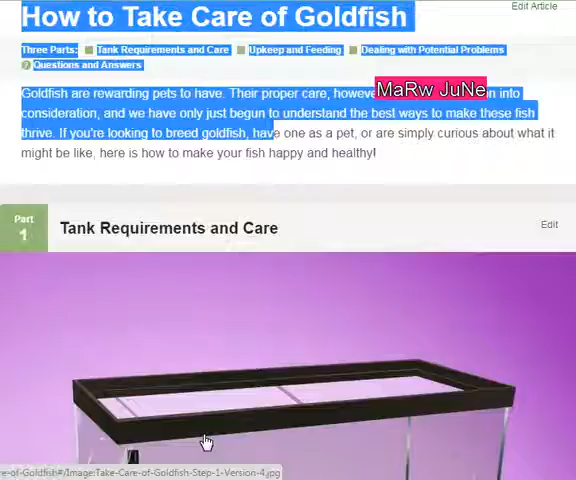 How to Take Care of Goldfish
Edit Article
Three Parts: Tank Requirements and Care Upkeep and Feeding Dealing with Potential Problems
Questions and Answers
Goldfish are rewarding pets to have. Their proper care, MaRw JuNe into
consideration, and we have only just begun to understand the best ways to make these fish
thrive. If you're looking to breed goldfish, have one as a pet, or are simply curious about what it
might be like, here is how to make your fish happy and healthy!
Part
1
Tank Requirements and Care
Edit
e-of-Goldfish#/Image:Take-Care-of-Goldfish-Step-1-Version-4.jpg